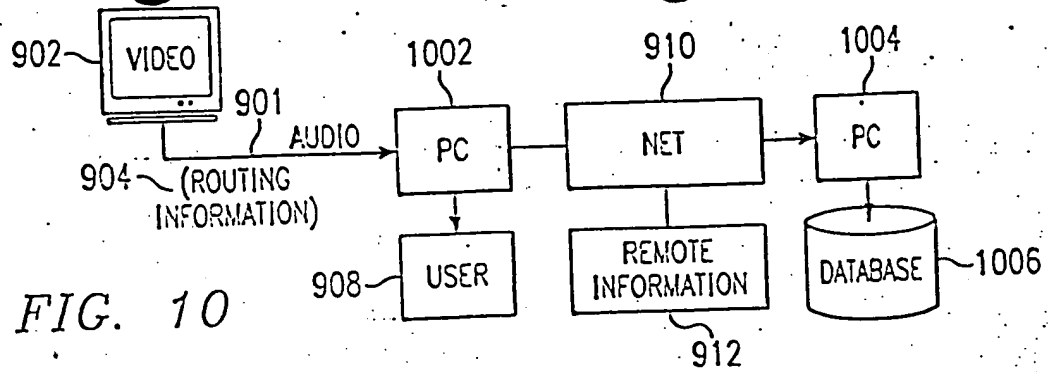 902
VIDEO
901
AUDIO
904
(ROUTING
INFORMATION)
1002
PC
908
USER
910
NET
REMOTE
INFORMATION
912
1004
PC
DATABASE
1006
FIG. 10